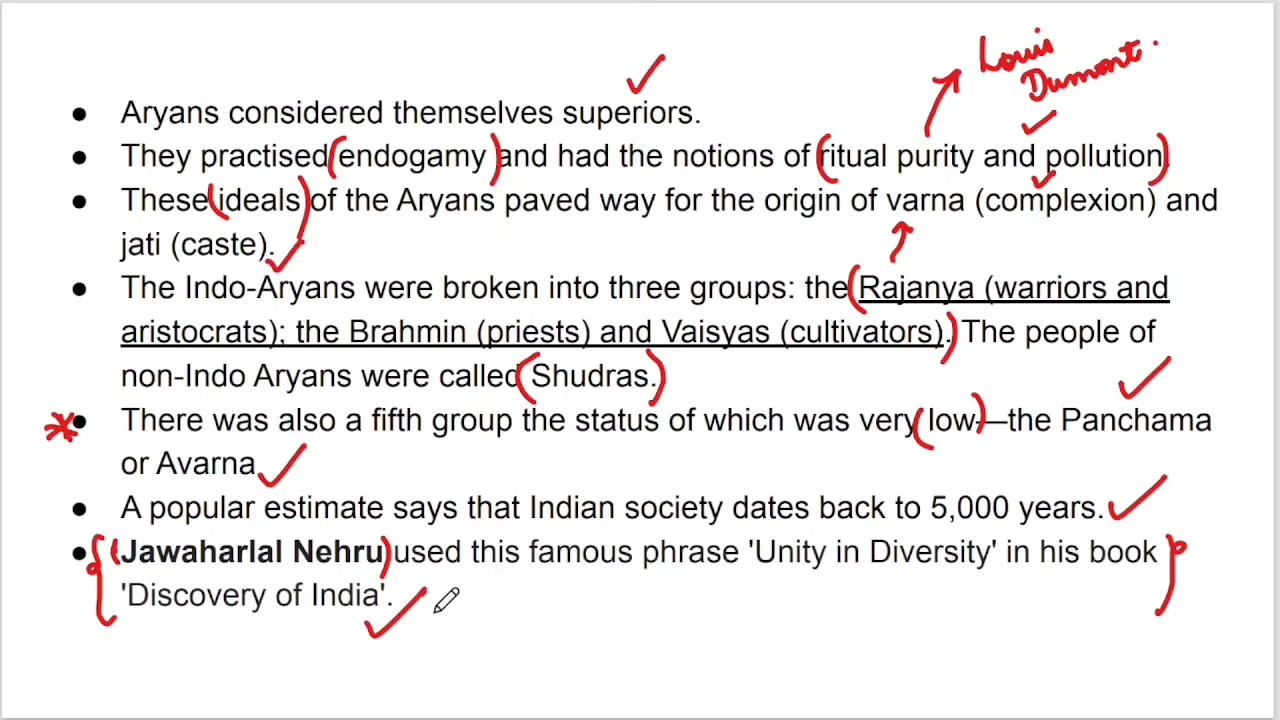 Louis
Dumont.
● Aryans considered themselves superiors.
● They practised endogamy and had the notions of ritual purity and pollution.
● These ideals of the Aryans paved way for the origin of varna (complexion) and
jati (caste).
● The Indo-Aryans were broken into three groups: the Rajanya (warriors and
aristocrats); the Brahmin (priests) and Vaisyas (cultivators). The people of
non-Indo Aryans were called Shudras.
● There was also a fifth group the status of which was very low—the Panchama
or Avarna.
● A popular estimate says that Indian society dates back to 5,000 years.
● Jawaharlal Nehru used this famous phrase 'Unity in Diversity' in his book
'Discovery of India'.